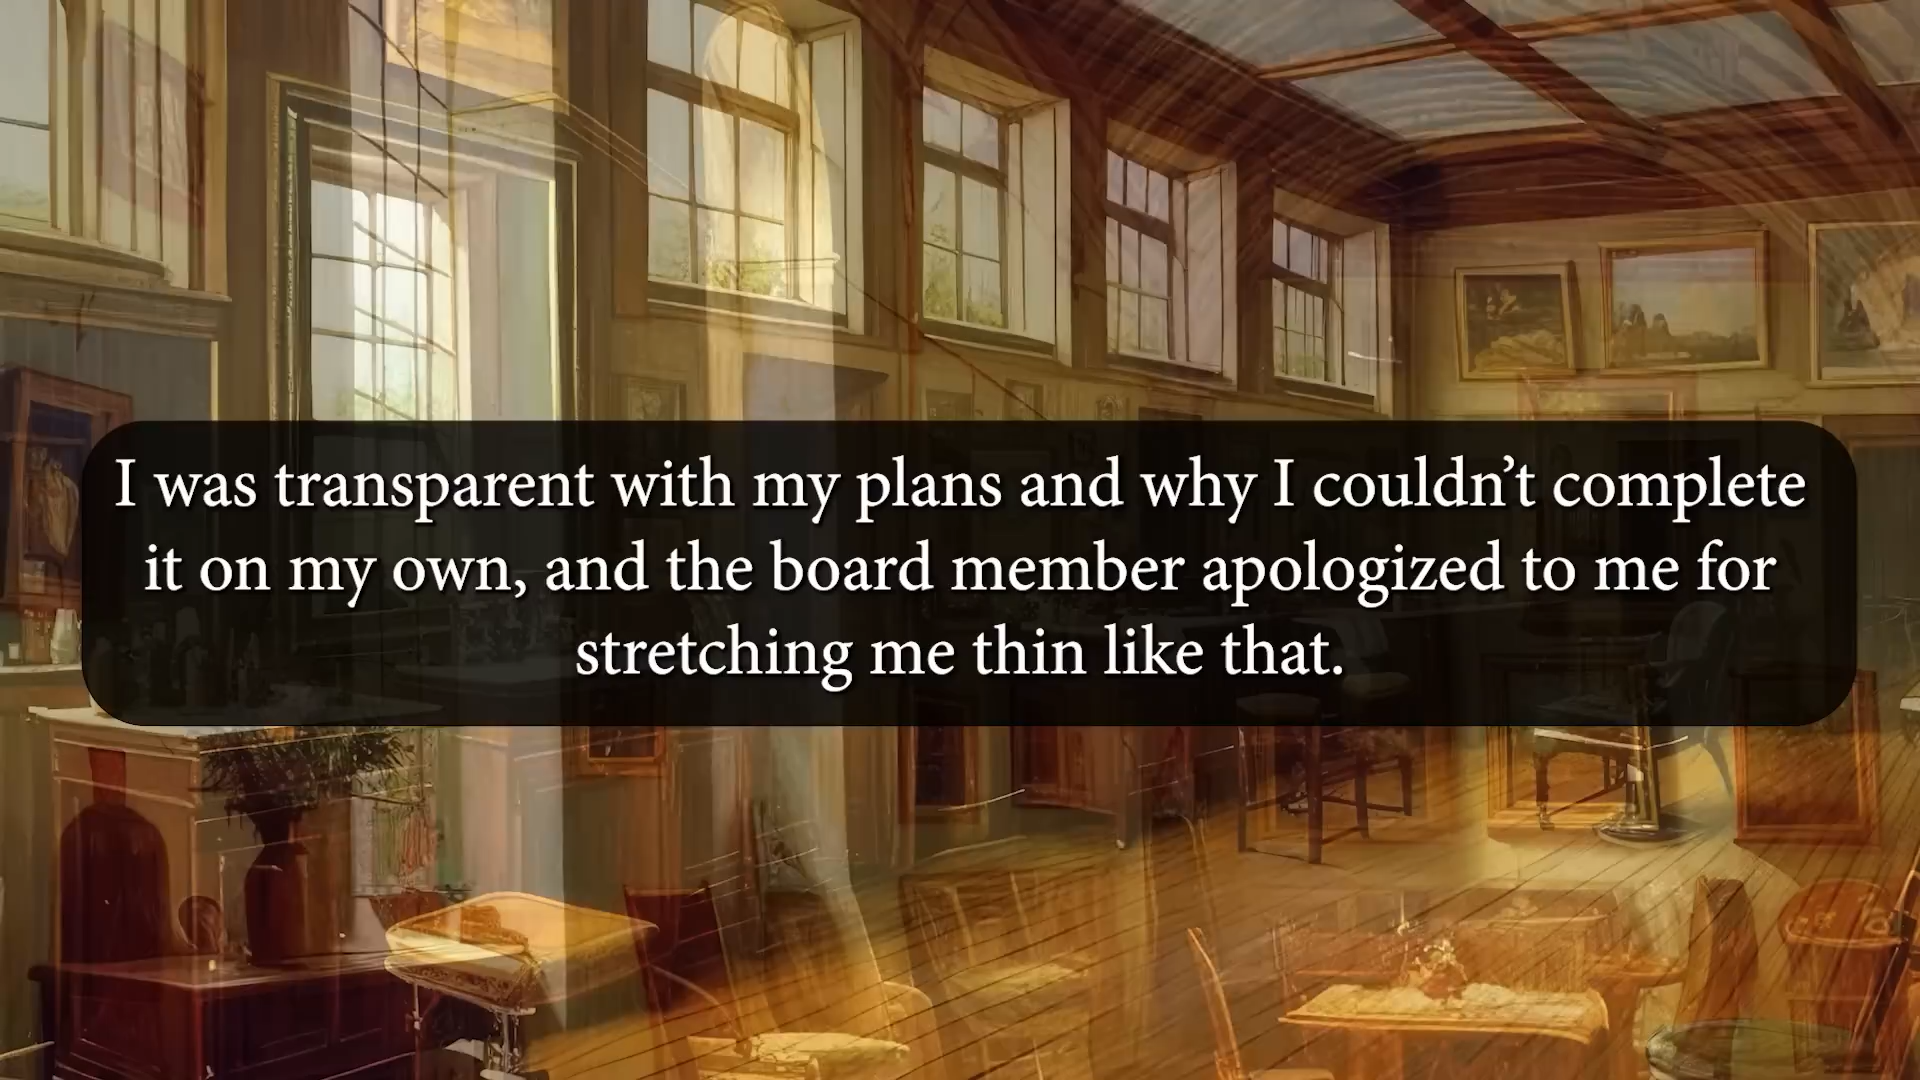 I was transparent with my plans and why I couldn’t complete
it on my own, and the board member apologized to me for
stretching me thin like that.